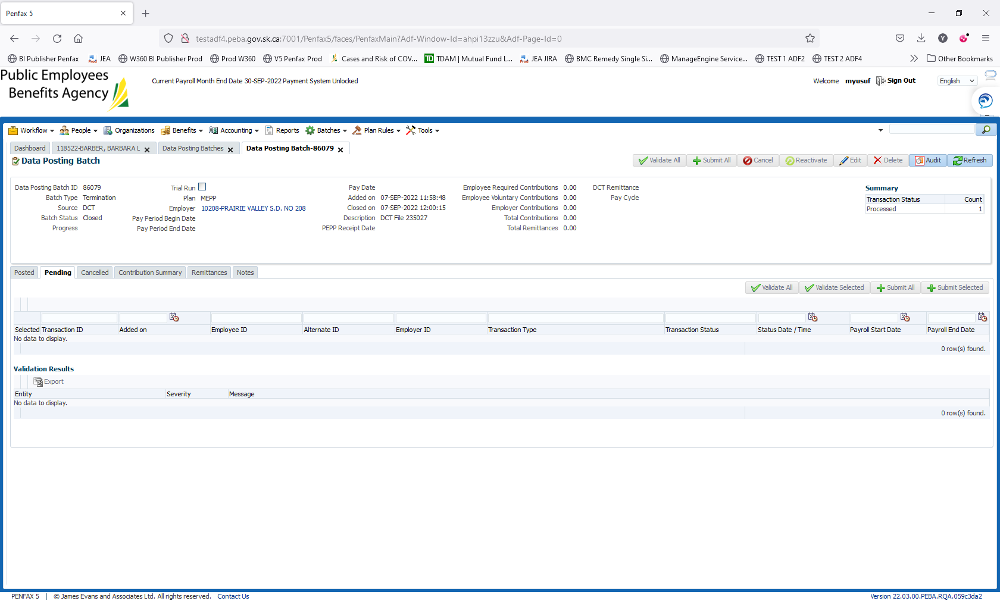 Penfax 5
testadf4.peba.gov.sk.ca:7001/Penfax5/faces/PenfaxMain?Adf-Window-Id=ahpi13zzu&Adf-Page-Id=0
Y
BI Publisher Penfax JEA W360 BI Publisher Prod Prod W360 V5 Penfax Prod Cases and Risk of COV... TD TDAM | Mutual Fund L... JEA JIRA BMC Remedy Single Si... ManageEngine Service... TEST 1 ADF2 TEST 2 ADF4 Other Bookmarks
Public Employees
Benefits Agency
Current Payroll Month End Date 30-SEP-2022 Payment System Unlocked
Welcome myusuf Sign Out English
Workflow People Organizations Benefits Accounting Reports Batches Plan Rules Tools
Dashboard 118522-BARBER, BARBARA L Data Posting Batches Data Posting Batch-86079
Data Posting Batch
Validate All Submit All Cancel Reactivate Edit Delete Audit Refresh
Data Posting Batch ID 86079
Batch Type Termination
Source DCT
Batch Status Closed
Progress
Trial Run
Plan MEPP
Employer 10208-PRAIRIE VALLEY S.D. NO 208
Pay Period Begin Date
Pay Period End Date
Pay Date
Added on 07-SEP-2022 11:58:48
Closed on 07-SEP-2022 12:00:15
Description DCT File 235027
PEPP Receipt Date
Employee Required Contributions 0.00
Employee Voluntary Contributions 0.00
Employer Contributions 0.00
Total Contributions 0.00
Total Remittances 0.00
DCT Remittance
Pay Cycle
Summary
Transaction Status Count
Processed 1
Posted Pending Cancelled Contribution Summary Remittances Notes
Validate All Validate Selected Submit All Submit Selected
Selected Transaction ID Added on Employee ID Alternate ID Employer ID Transaction Type Transaction Status Status Date / Time Payroll Start Date Payroll End Date
No data to display.
0 row(s) found.
Validation Results
Export
Entity Severity Message
No data to display.
0 row(s) found.
PENFAX 5 | © James Evans and Associates Ltd. All rights reserved. Contact Us
Version 22.03.00.PEBA.RQA.059c3da2